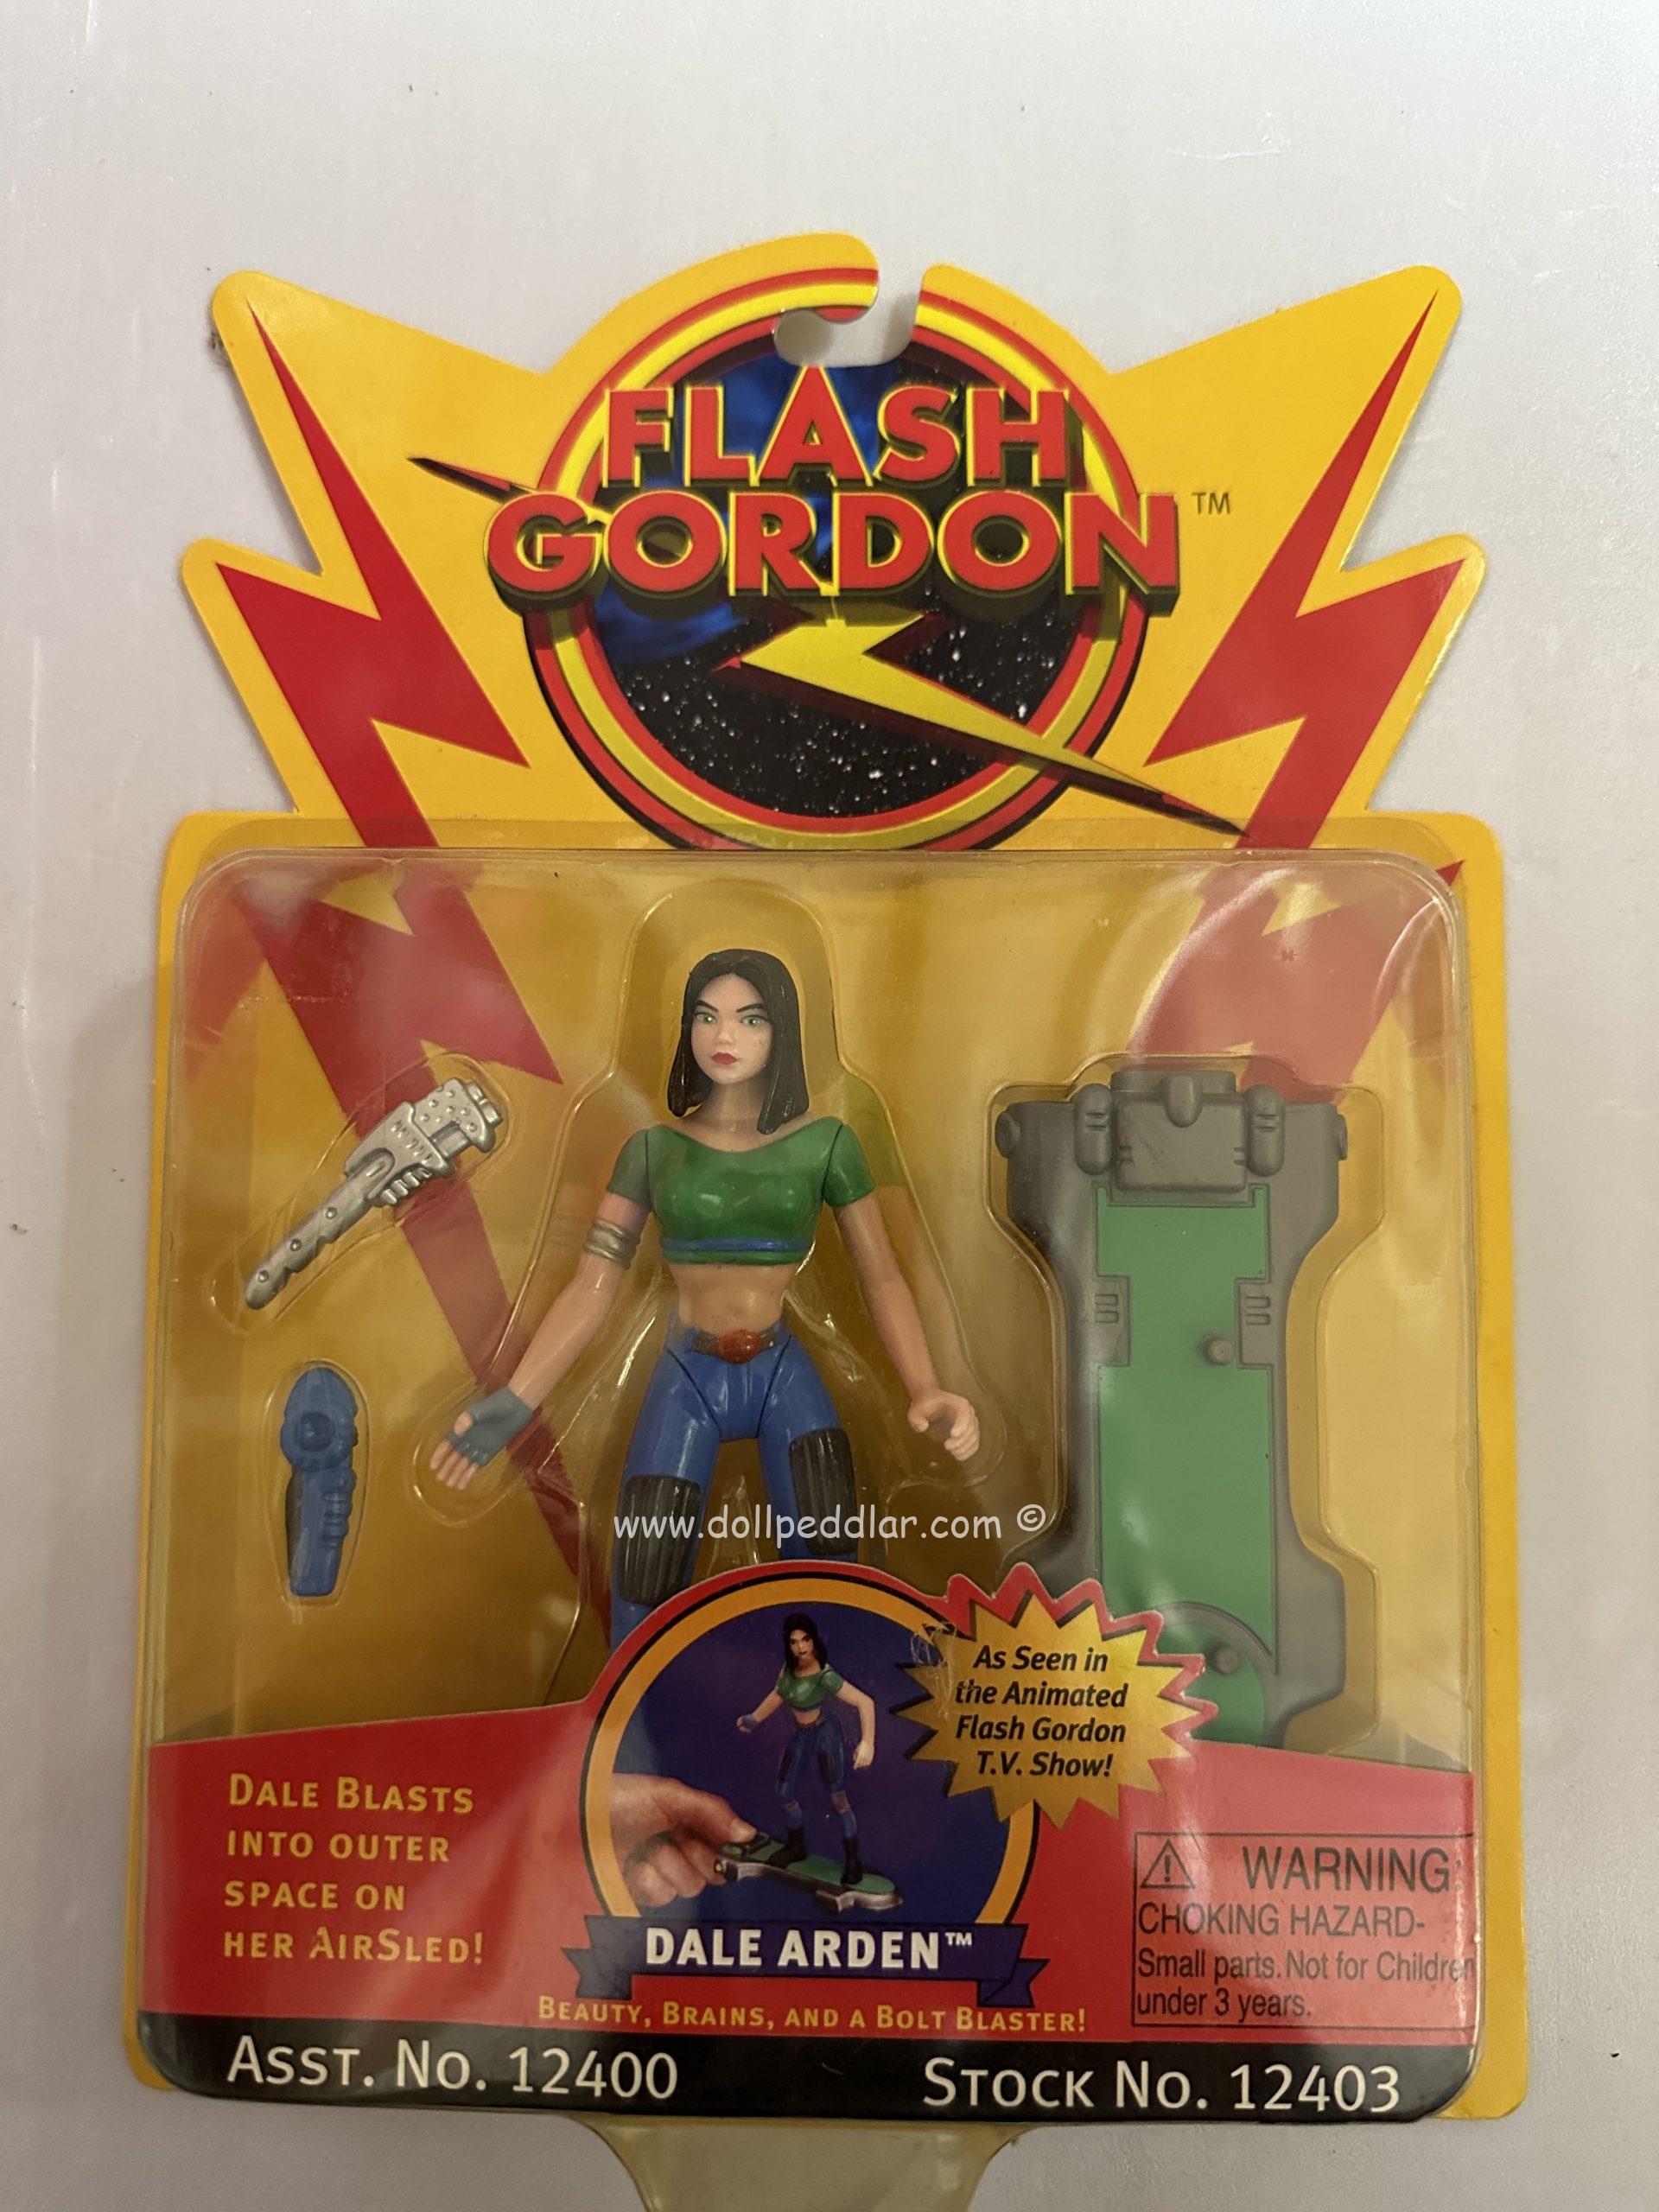 FLASH
GORDON™
www.dollpeddlar.com ©
As Seen in
the Animated
Flash Gordon
T.V. Show!
DALE BLASTS
INTO OUTER
SPACE ON
HER AIRSLED!
DALE ARDEN™
BEAUTY, BRAINS, AND A BOLT BLASTER!
WARNING:
CHOKING HAZARD-
Small parts. Not for Children
under 3 years.
ASST. NO. 12400
STOCK NO. 12403